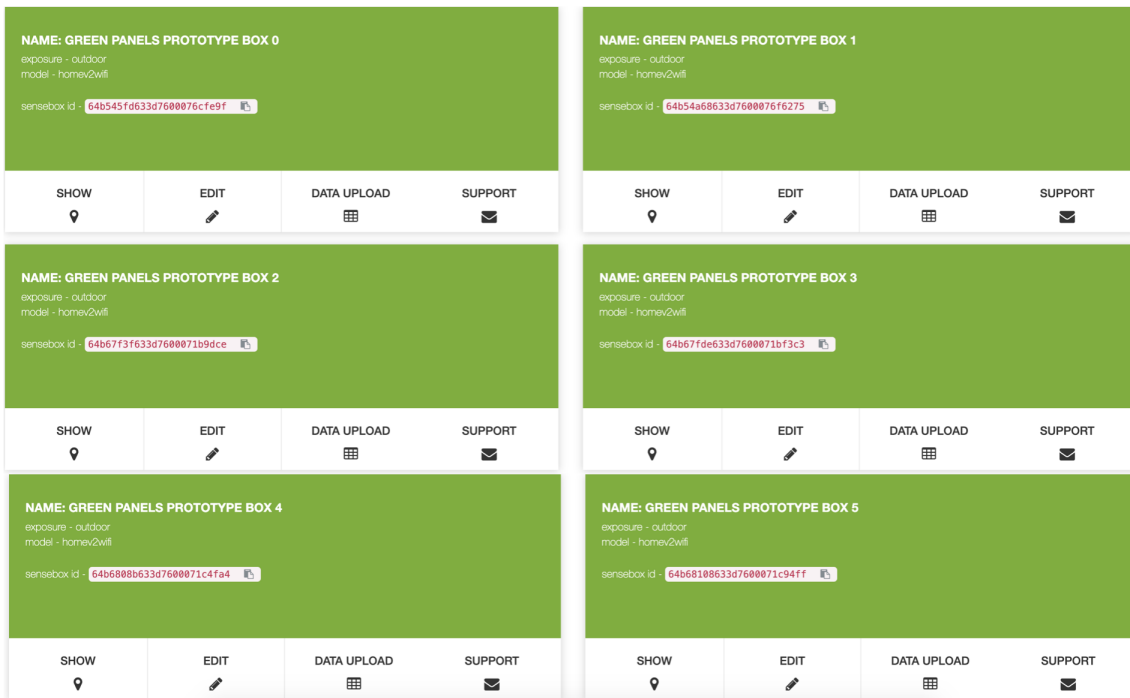 NAME: GREEN PANELS PROTOTYPE BOX 0
exposure - outdoor
model - homev2wifi
sensebox id - 64b545fd633d7600076cfe9f
SHOW EDIT DATA UPLOAD SUPPORT
NAME: GREEN PANELS PROTOTYPE BOX 1
exposure - outdoor
model - homev2wifi
sensebox id - 64b54a68633d7600076f6275
SHOW EDIT DATA UPLOAD SUPPORT
NAME: GREEN PANELS PROTOTYPE BOX 2
exposure - outdoor
model - homev2wifi
sensebox id - 64b67f3f633d7600071b9dce
SHOW EDIT DATA UPLOAD SUPPORT
NAME: GREEN PANELS PROTOTYPE BOX 3
exposure - outdoor
model - homev2wifi
sensebox id - 64b67fde633d7600071bf3c3
SHOW EDIT DATA UPLOAD SUPPORT
NAME: GREEN PANELS PROTOTYPE BOX 4
exposure - outdoor
model - homev2wifi
sensebox id - 64b6808b633d7600071c4fa4
SHOW EDIT DATA UPLOAD SUPPORT
NAME: GREEN PANELS PROTOTYPE BOX 5
exposure - outdoor
model - homev2wifi
sensebox id - 64b68108633d7600071c94ff
SHOW EDIT DATA UPLOAD SUPPORT